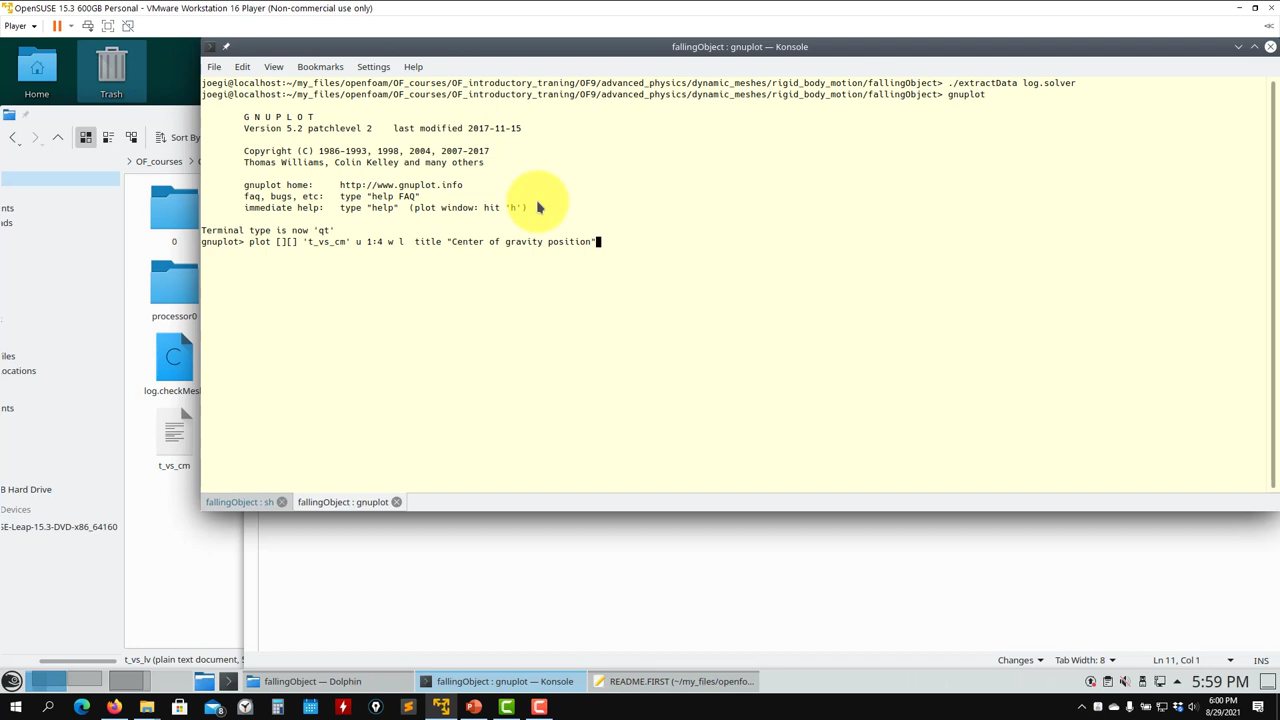 OpenSUSE 15.3 600GB Personal - VMware Workstation 16 Player (Non-commercial use only)
Player
fallingObject : gnuplot — Konsole
File Edit View Bookmarks Settings Help
Home
Trash
joegi@localhost:~/my_files/openfoam/OF_courses/OF_introductory_traning/OF9/advanced_physics/dynamic_meshes/rigid_body_motion/fallingObject> ./extractData log.solver
joegi@localhost:~/my_files/openfoam/OF_courses/OF_introductory_traning/OF9/advanced_physics/dynamic_meshes/rigid_body_motion/fallingObject> gnuplot
G N U P L O T
Version 5.2 patchlevel 2    last modified 2017-11-15
Copyright (C) 1986-1993, 1998, 2004, 2007-2017
Thomas Williams, Colin Kelley and many others
gnuplot home:     http://www.gnuplot.info
faq, bugs, etc:   type "help FAQ"
immediate help:   type "help"  (plot window: hit 'h')
Terminal type is now 'qt'
gnuplot> plot [][] 't_vs_cm' u 1:4 w l  title "Center of gravity position"
Sort By
OF_courses
nts
0
processor0
iles
ocations
log.checkMes
nts
t_vs_cm
B Hard Drive
Devices
SE-Leap-15.3-DVD-x86_64160
fallingObject : sh
fallingObject : gnuplot
t_vs_lv (plain text document,
Changes
Tab Width: 8
Ln 11, Col 1
INS
fallingObject — Dolphin
fallingObject : gnuplot — Konsole
README.FIRST (~/my_files/openfo...
5:59 PM
6:00 PM
8/29/2021